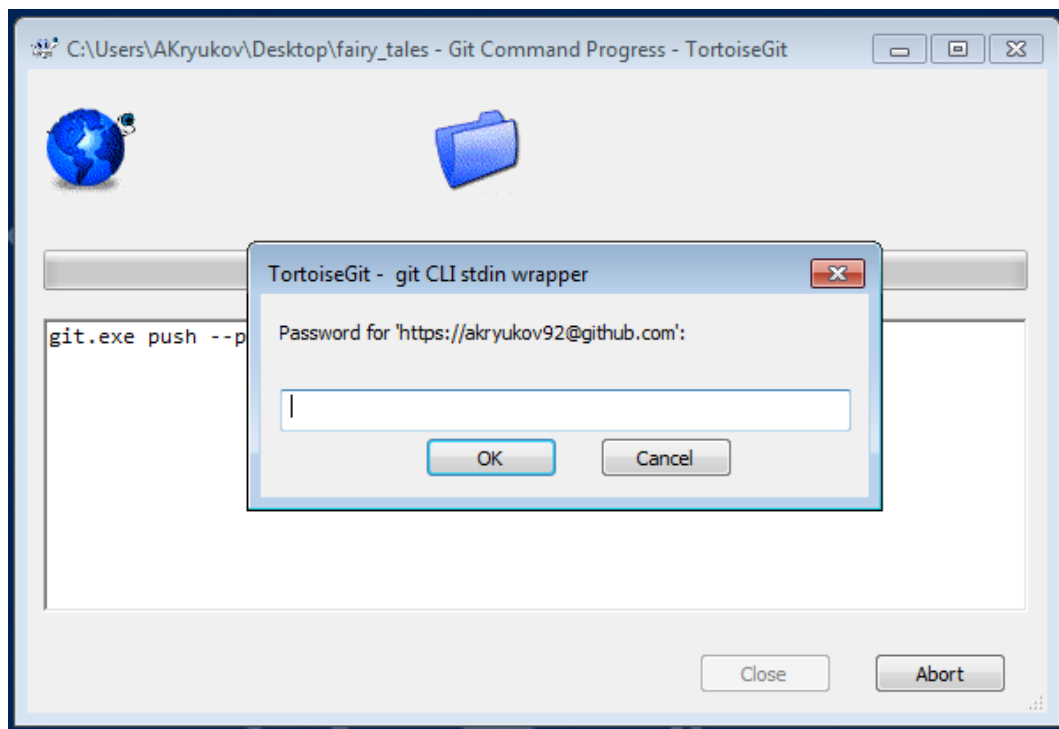 C:\Users\AKryukov\Desktop\fairy_tales - Git Command Progress - TortoiseGit
TortoiseGit - git CLI stdin wrapper
git.exe push --p
Password for 'https://akryukov92@github.com':
OK
Cancel
Close
Abort